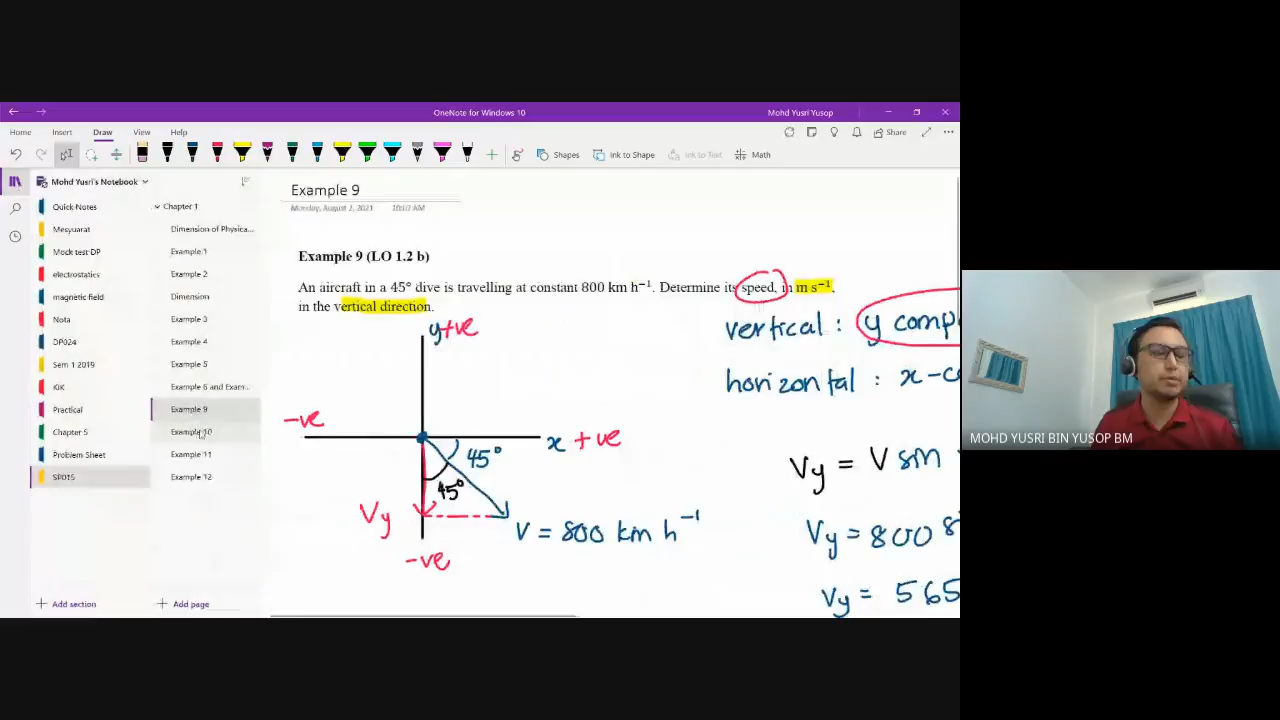 OneNote for Windows 10
Mohd Yusri Yusop
Home Insert Draw View Help
Share
Shapes
Ink to Shape
Ink to Text
Math
Mohd Yusri's Notebook
Quick Notes
Mesyuarat
Mock test DP
electrostatics
magnetic field
Nota
DP024
Sem 1 2019
KIK
Practical
Chapter 5
Problem Sheet
SP015
Add section
Chapter 1
Dimension of Physica...
Example 1
Example 2
Dimension
Example 3
Example 4
Example 5
Example 6 and Exam...
Example 9
Example 10
Example 11
Example 12
Add page
Example 9
Monday, August 2, 2021 10:10 AM
Example 9 (LO 1.2 b)
An aircraft in a 45° dive is travelling at constant 800 km h⁻¹. Determine its speed, in m s⁻¹,
in the vertical direction.
y +ve
-ve
x +ve
45°
45°
Vy
V = 800 km h⁻¹
-ve
vertical : y comp
horizontal : x-c
Vy = V sin
Vy = 800
Vy = 565
MOHD YUSRI BIN YUSOP BM